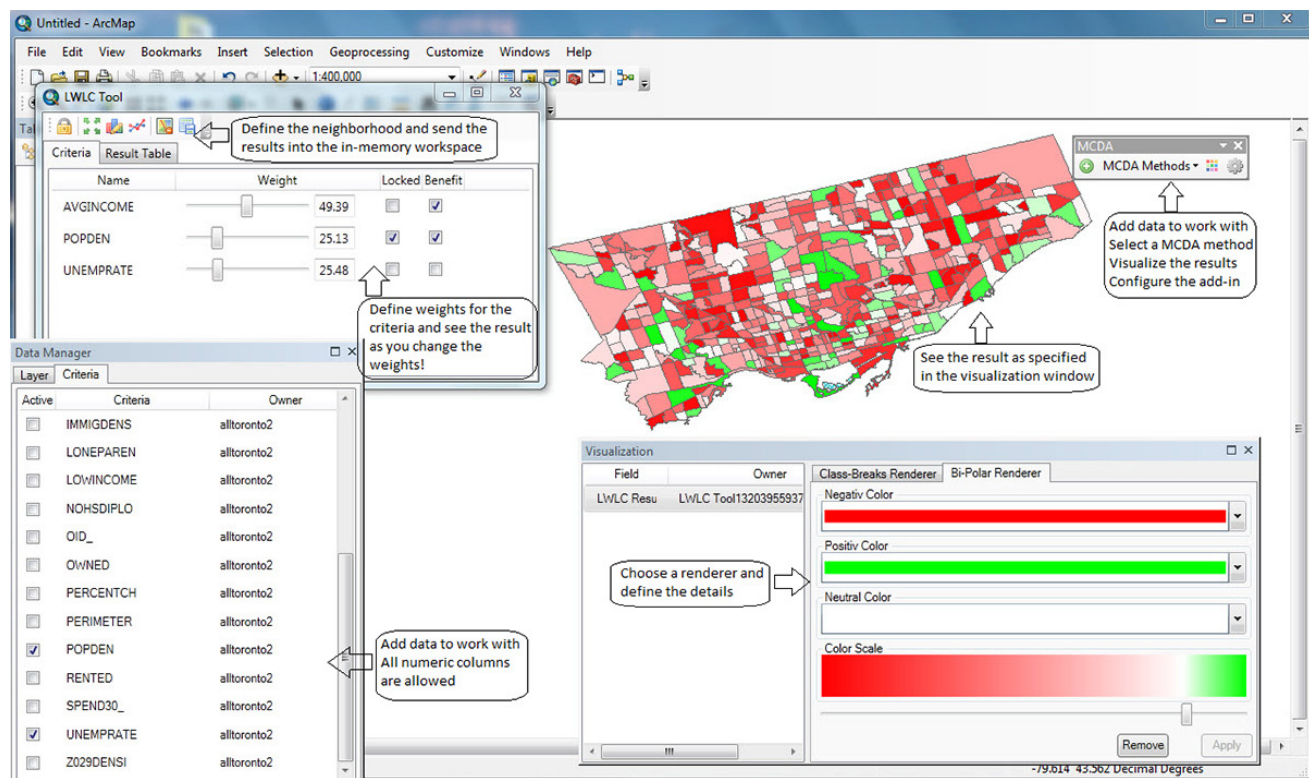 Untitled - ArcMap
File Edit View Bookmarks Insert Selection Geoprocessing Customize Windows Help
1:400,000
LWLC Tool
Define the neighborhood and send the
results into the in-memory workspace
Criteria Result Table
Name Weight Locked Benefit
AVGINCOME 49.39
POPDEN 25.13
UNEMPRATE 25.48
Define weights for the
criteria and see the result
as you change the
weights!
MCDA
MCDA Methods
Add data to work with
Select a MCDA method
Visualize the results
Configure the add-in
See the result as specified
in the visualization window
Data Manager
Layer Criteria
Active Criteria Owner
IMMIGDENS alltoronto2
LONEPAREN alltoronto2
LOWINCOME alltoronto2
NOHSDIPLO alltoronto2
OID_ alltoronto2
OWNED alltoronto2
PERCENTCH alltoronto2
PERIMETER alltoronto2
POPDEN alltoronto2
RENTED alltoronto2
SPEND30_ alltoronto2
UNEMPRATE alltoronto2
Z029DENSI alltoronto2
Add data to work with
All numeric columns
are allowed
Visualization
Field Owner
LWLC Resu LWLC Tool13203955937
Choose a renderer and
define the details
Class-Breaks Renderer Bi-Polar Renderer
Negativ Color
Positiv Color
Neutral Color
Color Scale
Remove Apply
-79.614 43.562 Decimal Degrees